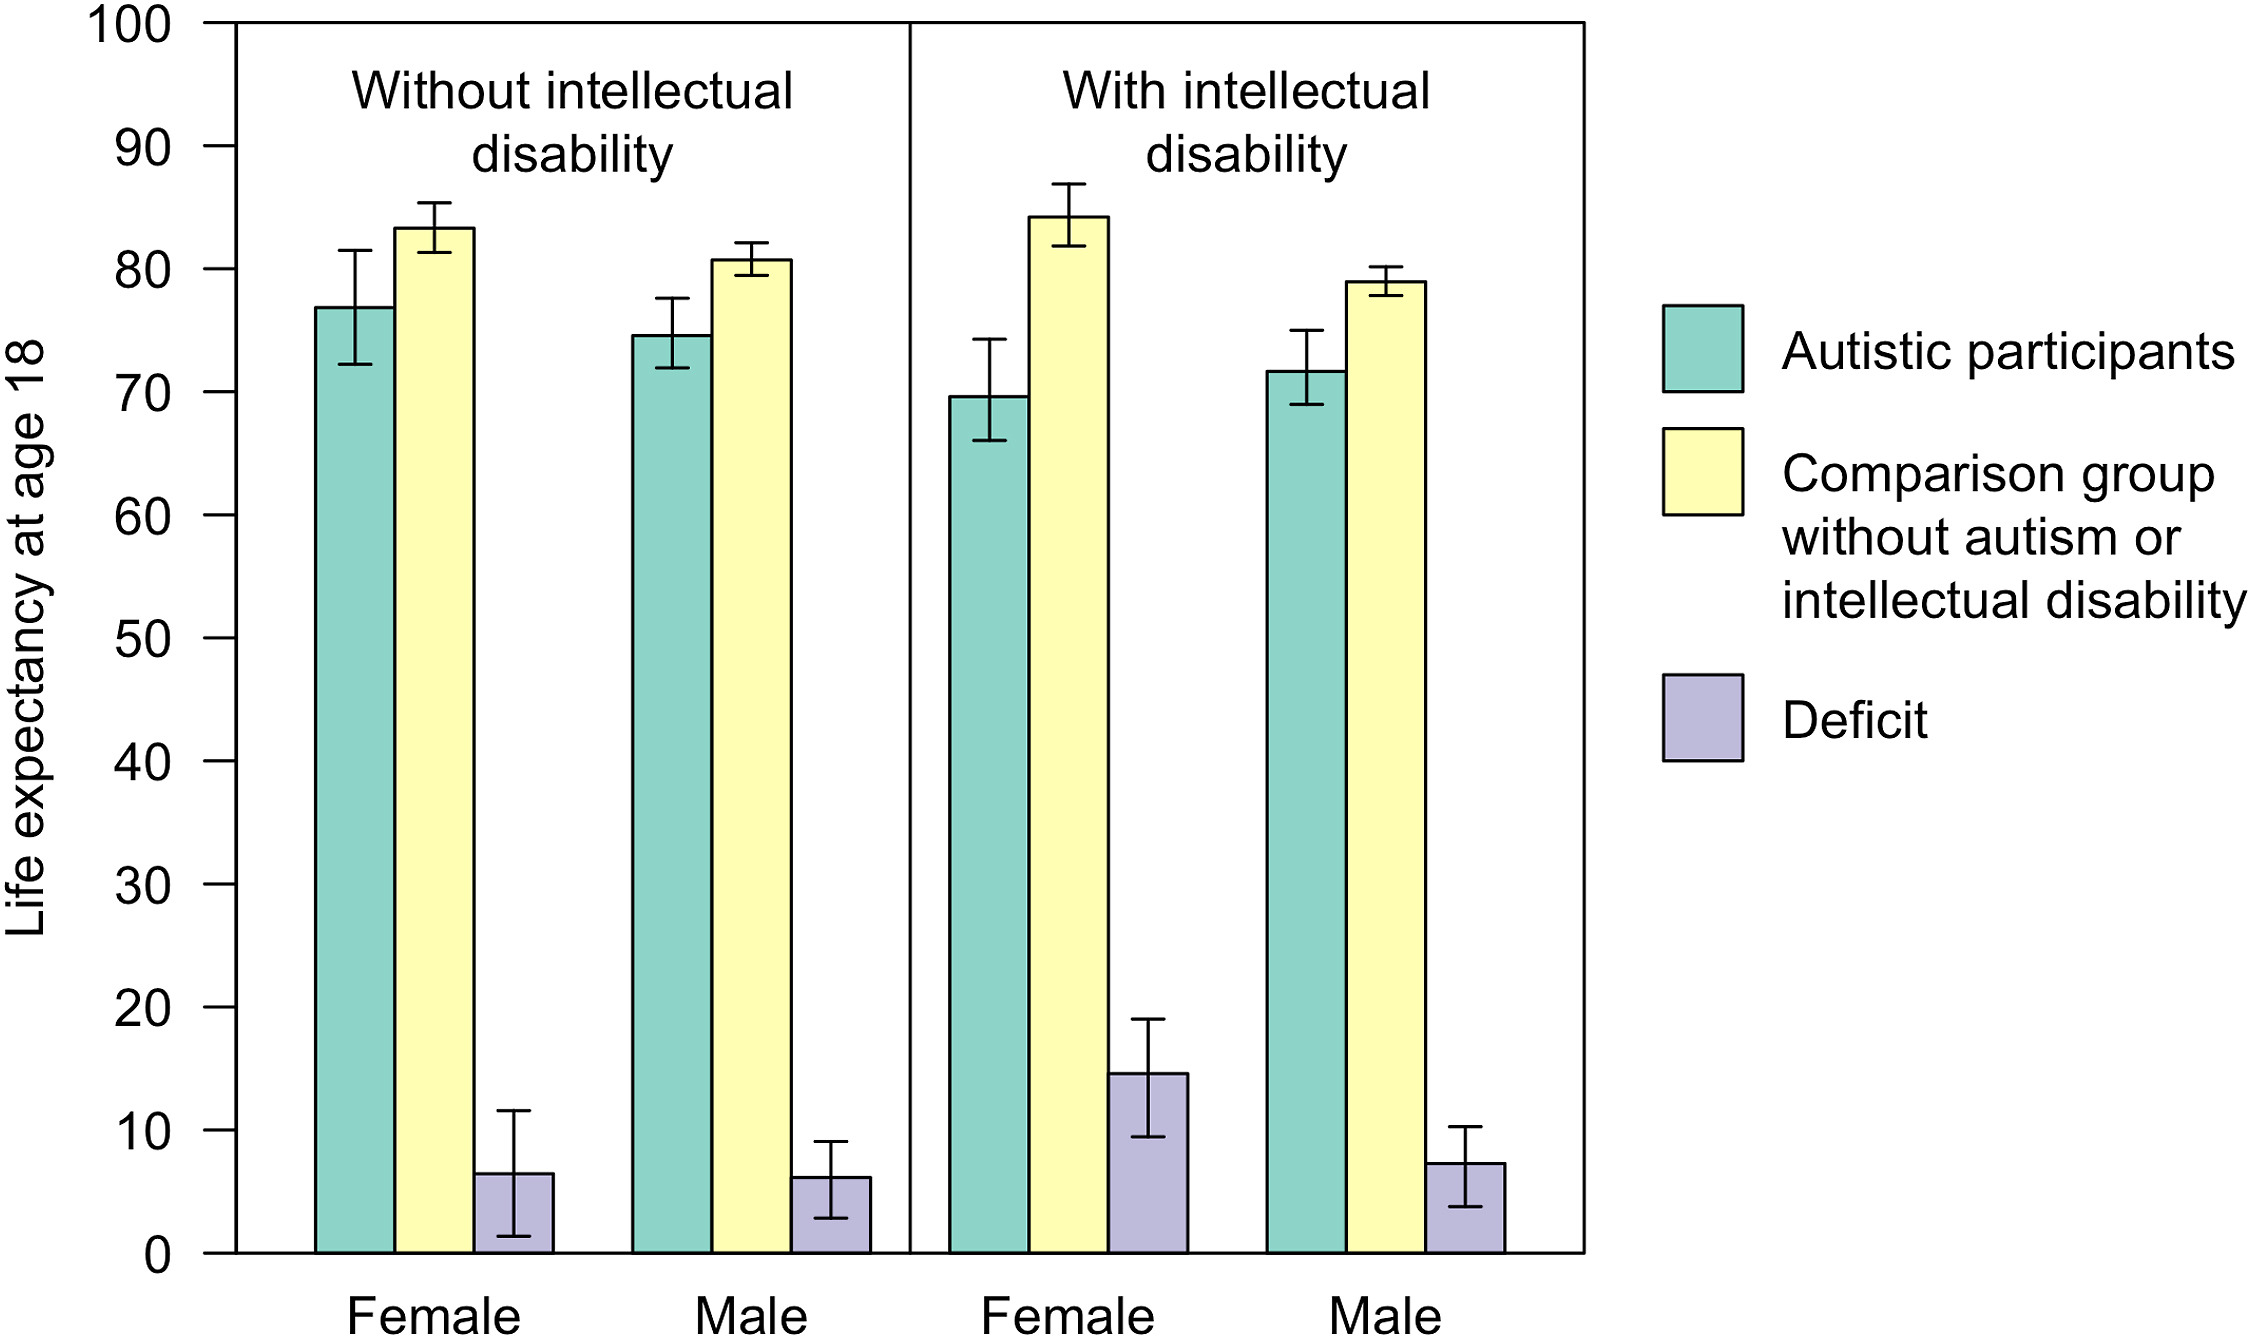 Life expectancy at age 18
100
90
80
70
60
50
40
30
20
10
0
Without intellectual
disability
With intellectual
disability
Female
Male
Female
Male
Autistic participants
Comparison group
without autism or
intellectual disability
Deficit